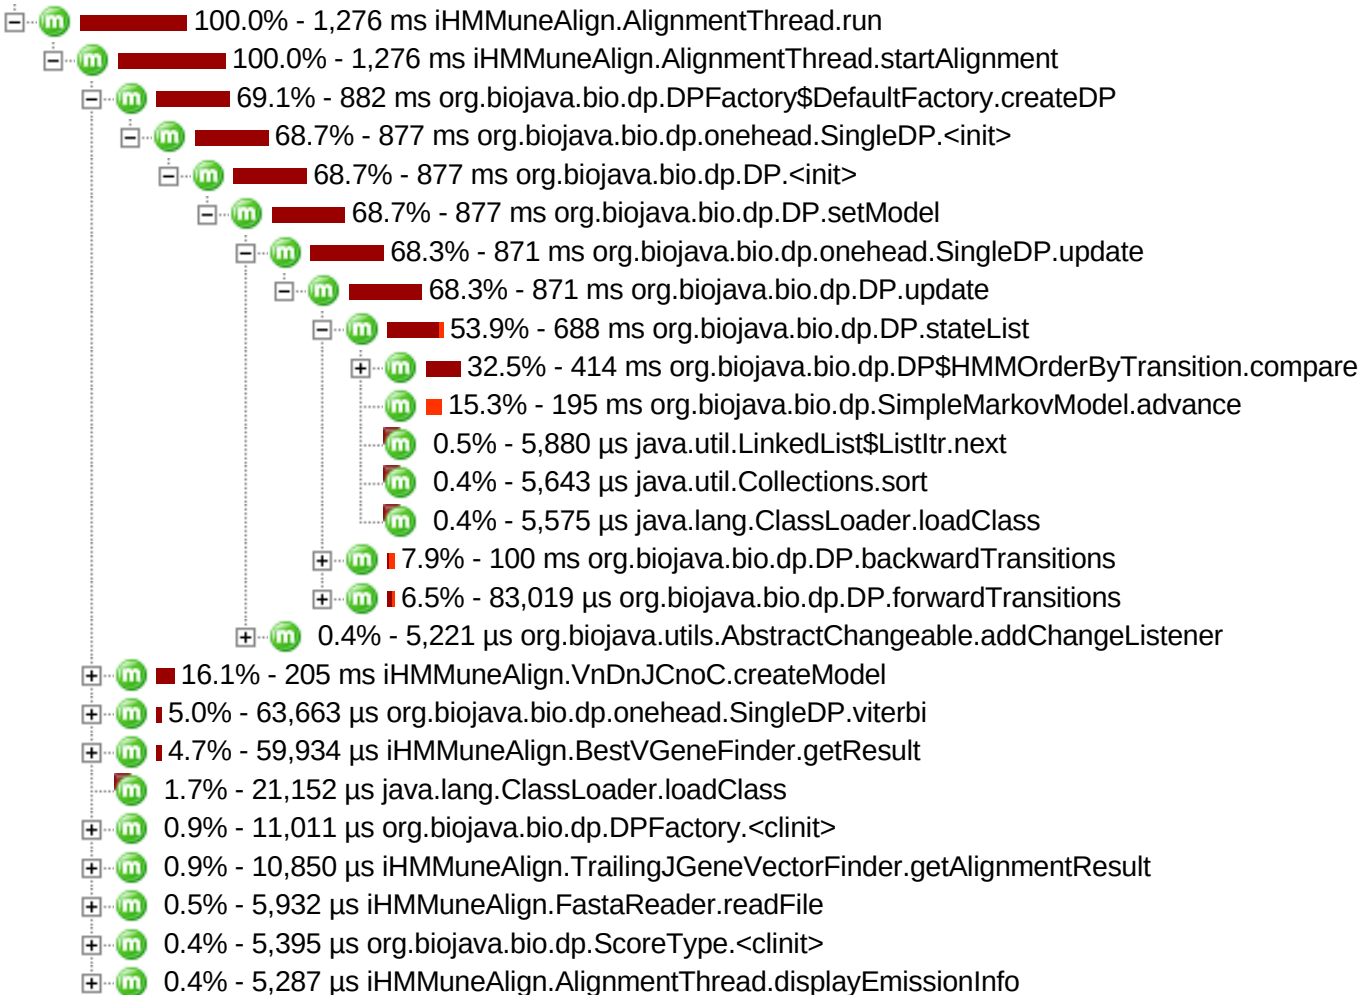 100.0% - 1,276 ms iHMMuneAlign.AlignmentThread.run
100.0% - 1,276 ms iHMMuneAlign.AlignmentThread.startAlignment
69.1% - 882 ms org.biojava.bio.dp.DPFactory$DefaultFactory.createDP
68.7% - 877 ms org.biojava.bio.dp.onehead.SingleDP.<init>
68.7% - 877 ms org.biojava.bio.dp.DP.<init>
68.7% - 877 ms org.biojava.bio.dp.DP.setModel
68.3% - 871 ms org.biojava.bio.dp.onehead.SingleDP.update
68.3% - 871 ms org.biojava.bio.dp.DP.update
53.9% - 688 ms org.biojava.bio.dp.DP.stateList
32.5% - 414 ms org.biojava.bio.dp.DP$HMMOrderByTransition.compare
15.3% - 195 ms org.biojava.bio.dp.SimpleMarkovModel.advance
0.5% - 5,880 µs java.util.LinkedList$ListItr.next
0.4% - 5,643 µs java.util.Collections.sort
0.4% - 5,575 µs java.lang.ClassLoader.loadClass
7.9% - 100 ms org.biojava.bio.dp.DP.backwardTransitions
6.5% - 83,019 µs org.biojava.bio.dp.DP.forwardTransitions
0.4% - 5,221 µs org.biojava.utils.AbstractChangeable.addChangeListener
16.1% - 205 ms iHMMuneAlign.VnDnJCnoC.createModel
5.0% - 63,663 µs org.biojava.bio.dp.onehead.SingleDP.viterbi
4.7% - 59,934 µs iHMMuneAlign.BestVGeneFinder.getResult
1.7% - 21,152 µs java.lang.ClassLoader.loadClass
0.9% - 11,011 µs org.biojava.bio.dp.DPFactory.<clinit>
0.9% - 10,850 µs iHMMuneAlign.TrailingJGeneVectorFinder.getAlignmentResult
0.5% - 5,932 µs iHMMuneAlign.FastaReader.readFile
0.4% - 5,395 µs org.biojava.bio.dp.ScoreType.<clinit>
0.4% - 5,287 µs iHMMuneAlign.AlignmentThread.displayEmissionInfo